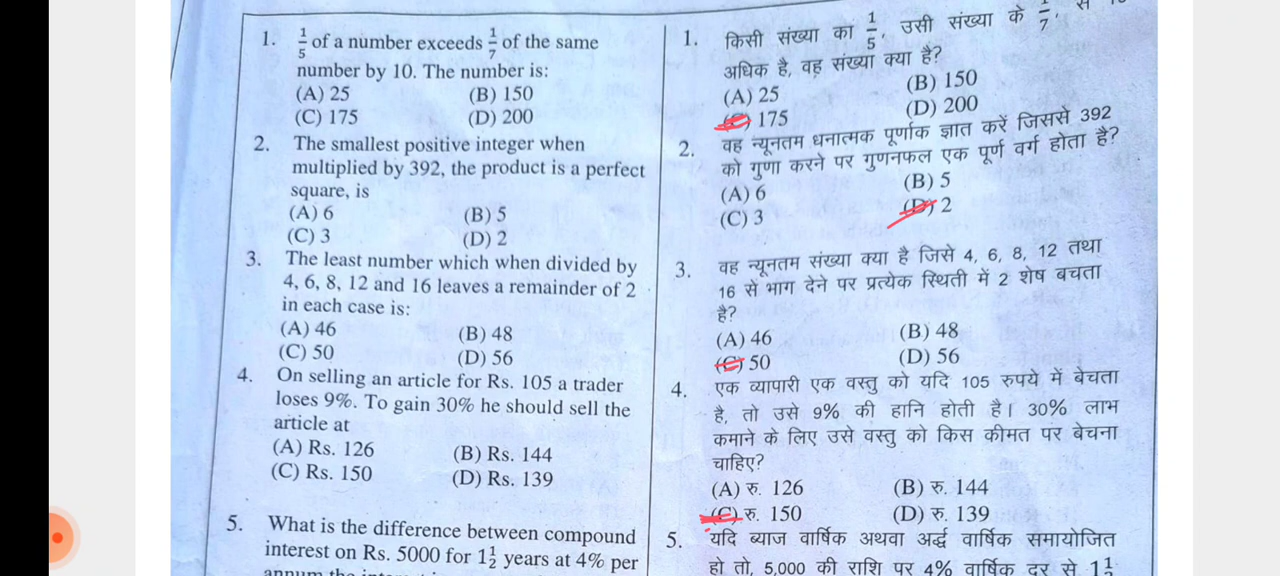 1. 1/5 of a number exceeds 1/7 of the same
number by 10. The number is:
(A) 25 (B) 150
(C) 175 (D) 200
2. The smallest positive integer when
multiplied by 392, the product is a perfect
square, is
(A) 6 (B) 5
(C) 3 (D) 2
3. The least number which when divided by
4, 6, 8, 12 and 16 leaves a remainder of 2
in each case is:
(A) 46 (B) 48
(C) 50 (D) 56
4. On selling an article for Rs. 105 a trader
loses 9%. To gain 30% he should sell the
article at
(A) Rs. 126 (B) Rs. 144
(C) Rs. 150 (D) Rs. 139
5. What is the difference between compound
interest on Rs. 5000 for 1½ years at 4% per
annum the
1. किसी संख्या का 1/5, उसी संख्या के 1/7, से
अधिक है, वह संख्या क्या है?
(A) 25 (B) 150
(C) 175 (D) 200
2. वह न्यूनतम धनात्मक पूर्णाक ज्ञात करें जिससे 392
को गुणा करने पर गुणनफल एक पूर्ण वर्ग होता है?
(A) 6 (B) 5
(C) 3 (D) 2
3. वह न्यूनतम संख्या क्या है जिसे 4, 6, 8, 12 तथा
16 से भाग देने पर प्रत्येक स्थिती में 2 शेष बचता
है?
(A) 46 (B) 48
(C) 50 (D) 56
4. एक व्यापारी एक वस्तु को यदि 105 रुपये में बेचता
है, तो उसे 9% की हानि होती है। 30% लाभ
कमाने के लिए उसे वस्तु को किस कीमत पर बेचना
चाहिए?
(A) रु. 126 (B) रु. 144
(C) रु. 150 (D) रु. 139
5. यदि ब्याज वार्षिक अथवा अर्द्ध वार्षिक समायोजित
हो तो, 5,000 की राशि पर 4% वार्षिक दर से 1½